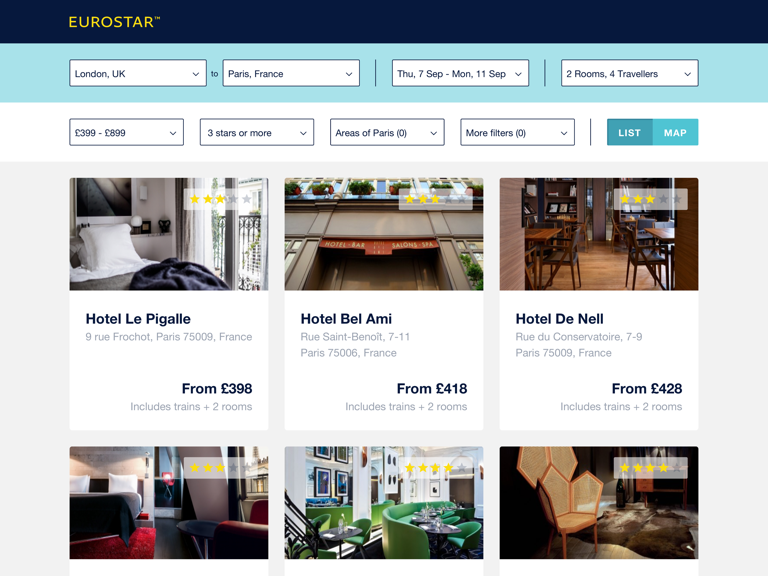 EUROSTAR™
London, UK to Paris, France Thu, 7 Sep - Mon, 11 Sep 2 Rooms, 4 Travellers
£399 - £899 3 stars or more Areas of Paris (0) More filters (0) LIST MAP
HOTEL-BAR SALONS-SPA
Hotel Le Pigalle
9 rue Frochot, Paris 75009, France
From £398
Includes trains + 2 rooms
Hotel Bel Ami
Rue Saint-Benoît, 7-11
Paris 75006, France
From £418
Includes trains + 2 rooms
Hotel De Nell
Rue du Conservatoire, 7-9
Paris 75009, France
From £428
Includes trains + 2 rooms